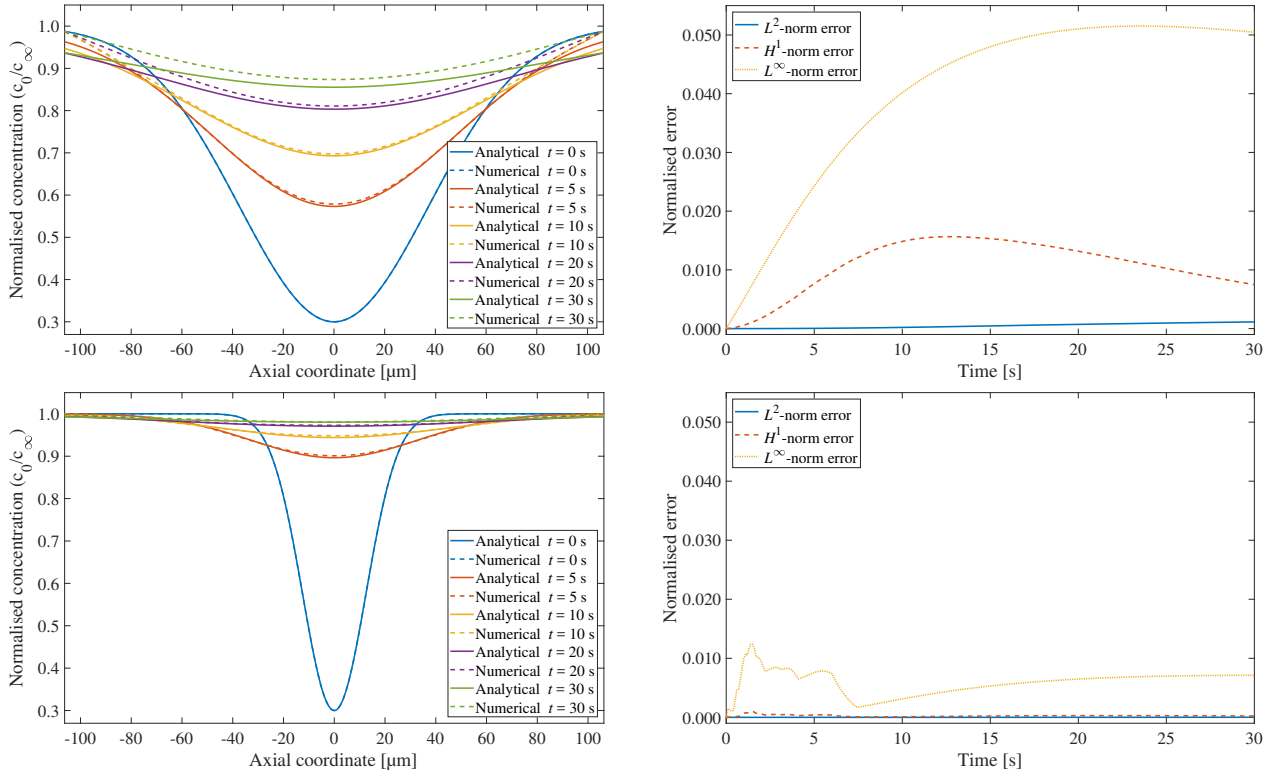 Normalised concentration (c0/c∞)
1.0
0.9
0.8
0.7
0.6
0.5
0.4
0.3
Analytical t = 0 s
Numerical t = 0 s
Analytical t = 5 s
Numerical t = 5 s
Analytical t = 10 s
Numerical t = 10 s
Analytical t = 20 s
Numerical t = 20 s
Analytical t = 30 s
Numerical t = 30 s
-100 -80 -60 -40 -20 0 20 40 60 80 100
Axial coordinate [µm]
Normalised error
0.050
0.040
0.030
0.020
0.010
0.000
L²-norm error
H¹-norm error
L∞-norm error
0 5 10 15 20 25 30
Time [s]
Normalised concentration (c0/c∞)
1.0
0.9
0.8
0.7
0.6
0.5
0.4
0.3
Analytical t = 0 s
Numerical t = 0 s
Analytical t = 5 s
Numerical t = 5 s
Analytical t = 10 s
Numerical t = 10 s
Analytical t = 20 s
Numerical t = 20 s
Analytical t = 30 s
Numerical t = 30 s
-100 -80 -60 -40 -20 0 20 40 60 80 100
Axial coordinate [µm]
Normalised error
0.050
0.040
0.030
0.020
0.010
0.000
L²-norm error
H¹-norm error
L∞-norm error
0 5 10 15 20 25 30
Time [s]